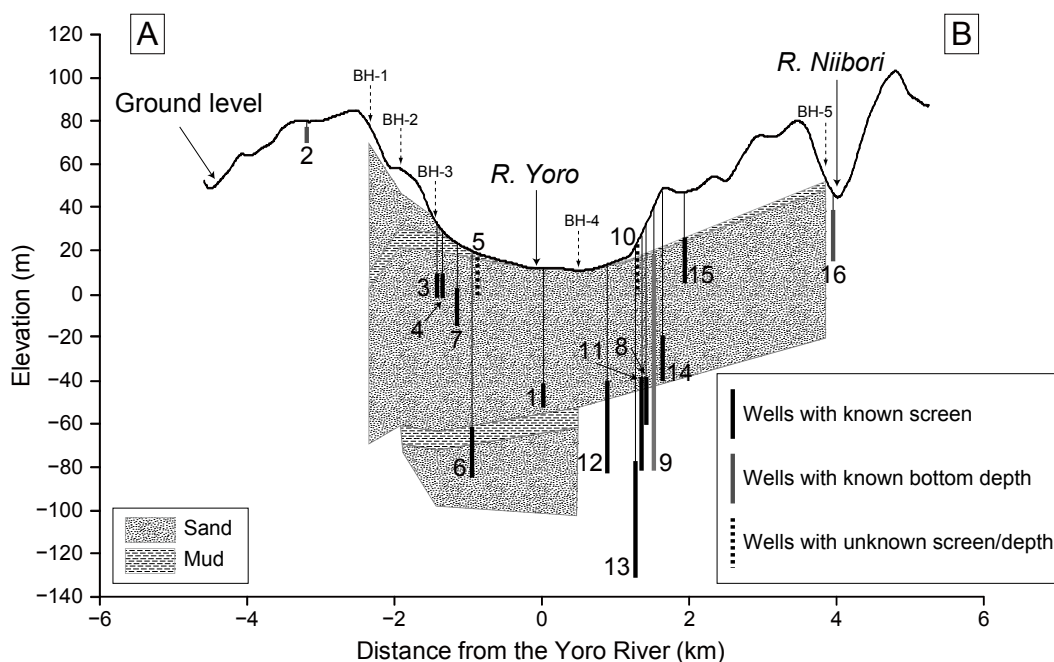 A
B
R. Niibori
BH-1
BH-5
Ground level
BH-2
2
BH-3
R. Yoro
BH-4
5
10
3
4
7
15
16
11
8
14
1
6
12
9
13
120
100
80
60
40
20
0
−20
−40
−60
−80
−100
−120
−140
Elevation (m)
Sand
Mud
Wells with known screen
Wells with known bottom depth
Wells with unknown screen/depth
−6
−4
−2
0
2
4
6
Distance from the Yoro River (km)